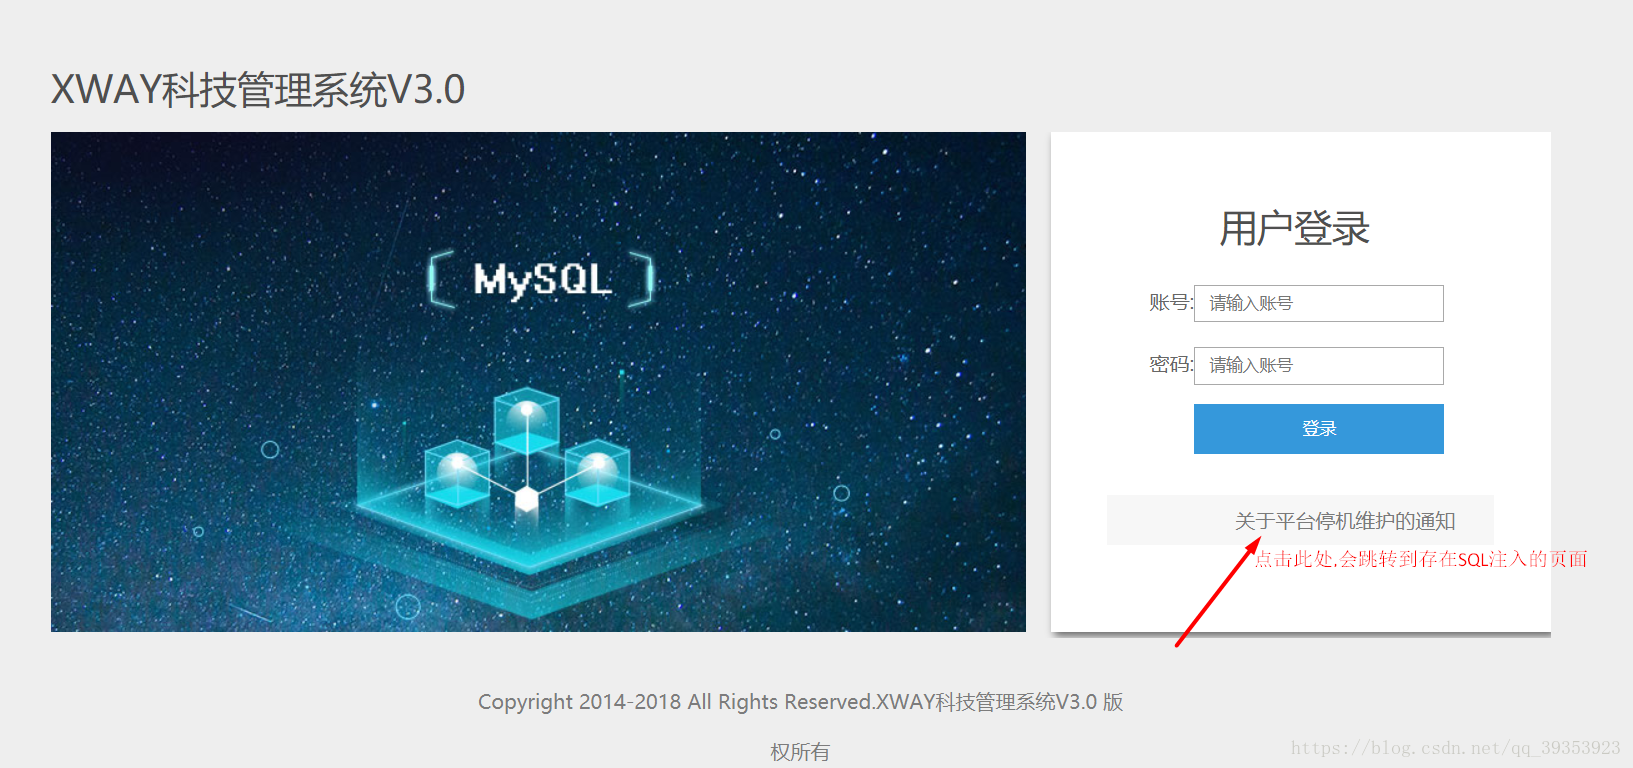 XWAY科技管理系统V3.0
MySQL
用户登录
账号:
请输入账号
密码:
请输入账号
登录
关于平台停机维护的通知
点击此处,会跳转到存在SQL注入的页面
Copyright 2014-2018 All Rights Reserved.XWAY科技管理系统V3.0 版
权所有
https://blog.csdn.net/qq_39353923